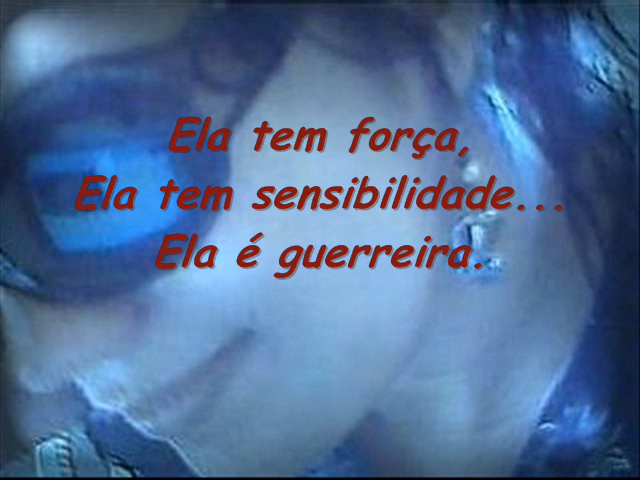 Ela tem força,
Ela tem sensibilidade...
Ela é guerreira.